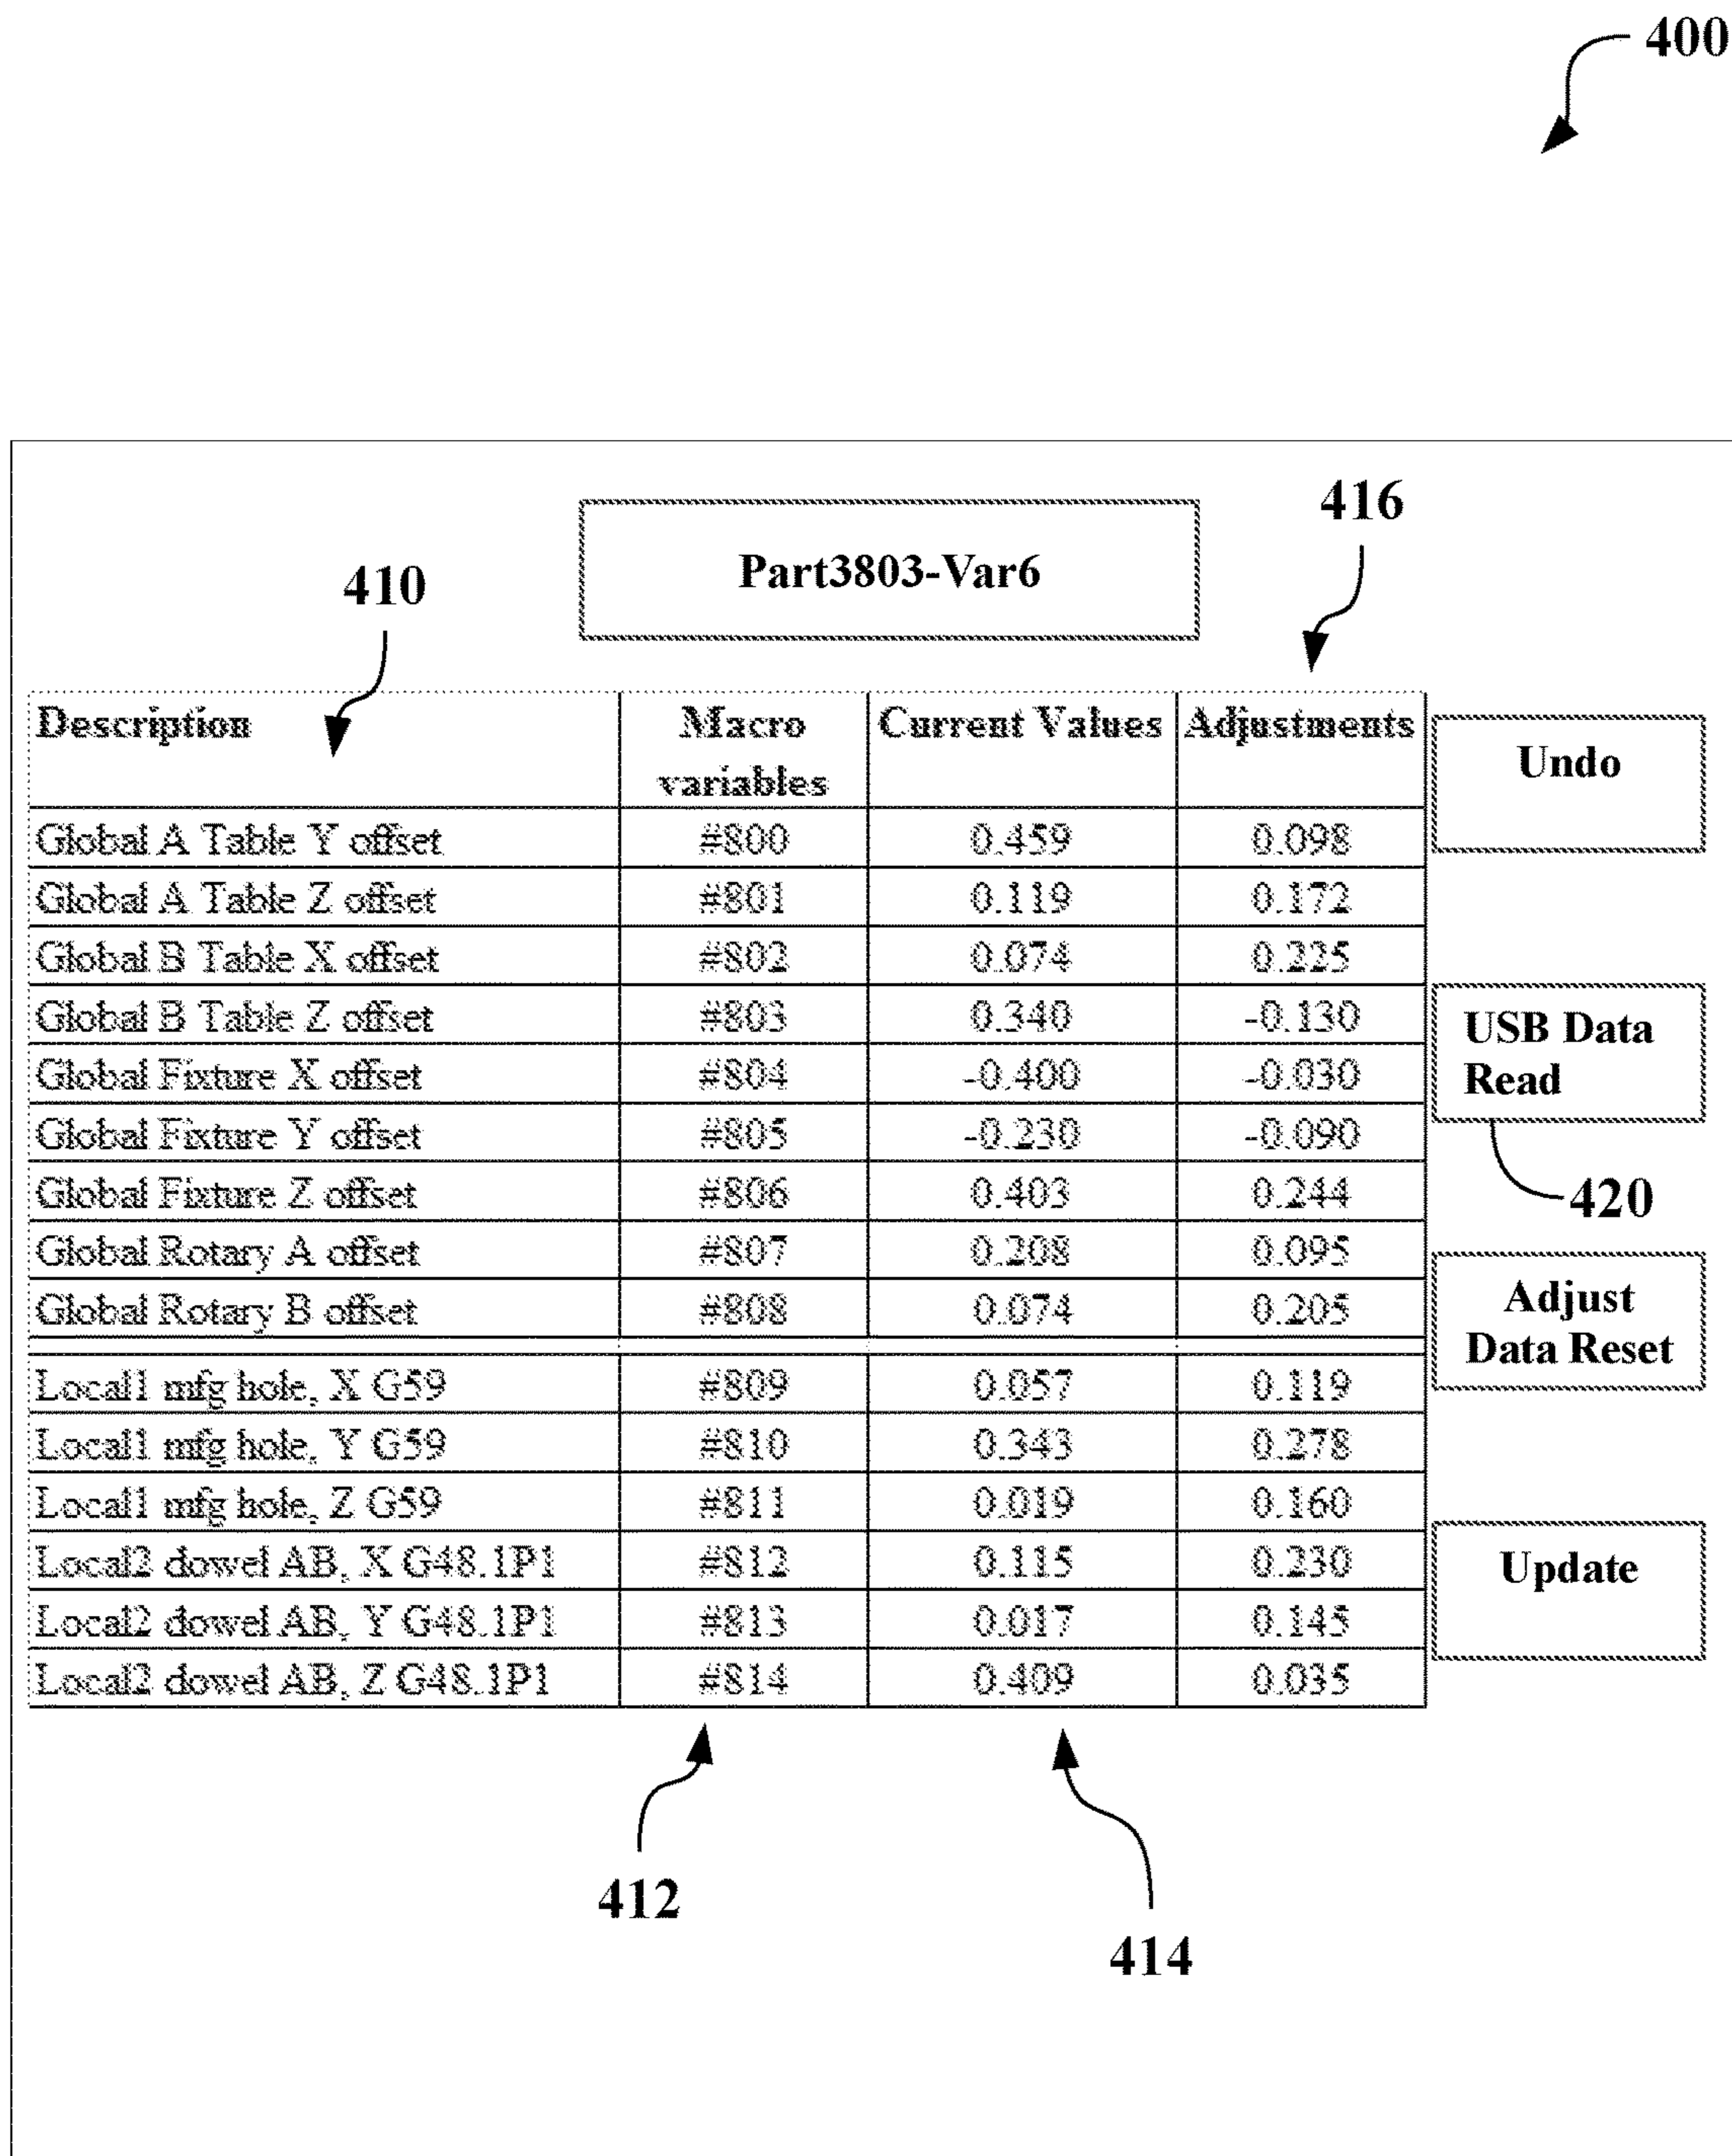 400
416
Part3803-Var6
410
Description Macro variables Current Values Adjustments
Undo
Global A Table Y offset #800 0.459 0.098
Global A Table Z offset #801 0.119 0.172
Global B Table X offset #802 0.074 0.225
Global B Table Z offset #803 0.340 -0.130
USB Data
Read
Global Fixture X offset #804 -0.400 -0.030
Global Fixture Y offset #805 -0.230 -0.090
Global Fixture Z offset #806 0.403 0.244
420
Global Rotary A offset #807 0.208 0.095
Global Rotary B offset #808 0.074 0.205
Adjust
Data Reset
Local1 mfg hole, X G59 #809 0.057 0.119
Local1 mfg hole, Y G59 #810 0.343 0.278
Local1 mfg hole, Z G59 #811 0.019 0.160
Local2 dowel AB, X G48.1P1 #812 0.115 0.230
Update
Local2 dowel AB, Y G48.1P1 #813 0.017 0.145
Local2 dowel AB, Z G48.1P1 #814 0.409 0.035
412
414